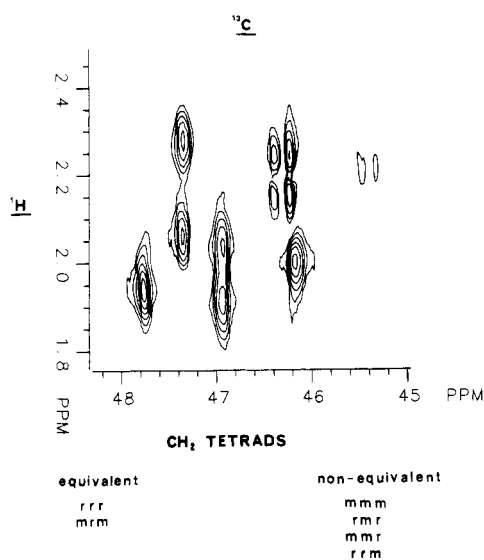 ¹³C
2.4
2.2
¹H
2.0
1.8
PPM
48 47 46 45 PPM
CH₂ TETRADS
equivalent
rrr
mrm
non-equivalent
mmm
rmr
mmr
rrm